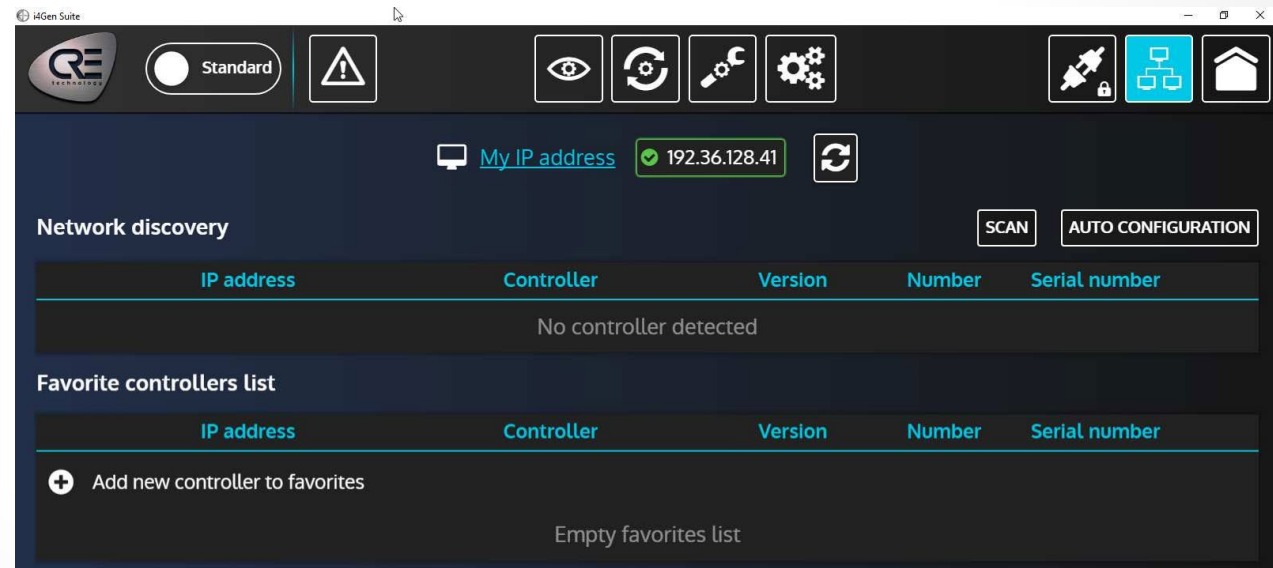 i4Gen Suite
CRE
technology
Standard
My IP address
192.36.128.41
Network discovery
SCAN
AUTO CONFIGURATION
IP address Controller Version Number Serial number
No controller detected
Favorite controllers list
IP address Controller Version Number Serial number
Add new controller to favorites
Empty favorites list